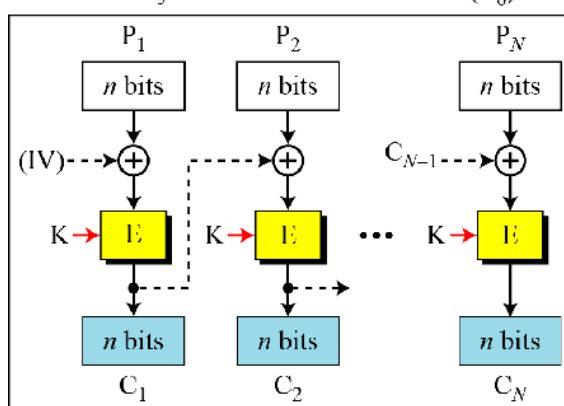 P1 P2 PN
n bits n bits n bits
(IV) + + CN–1 +
K E K E ••• K E
n bits n bits n bits
C1 C2 CN